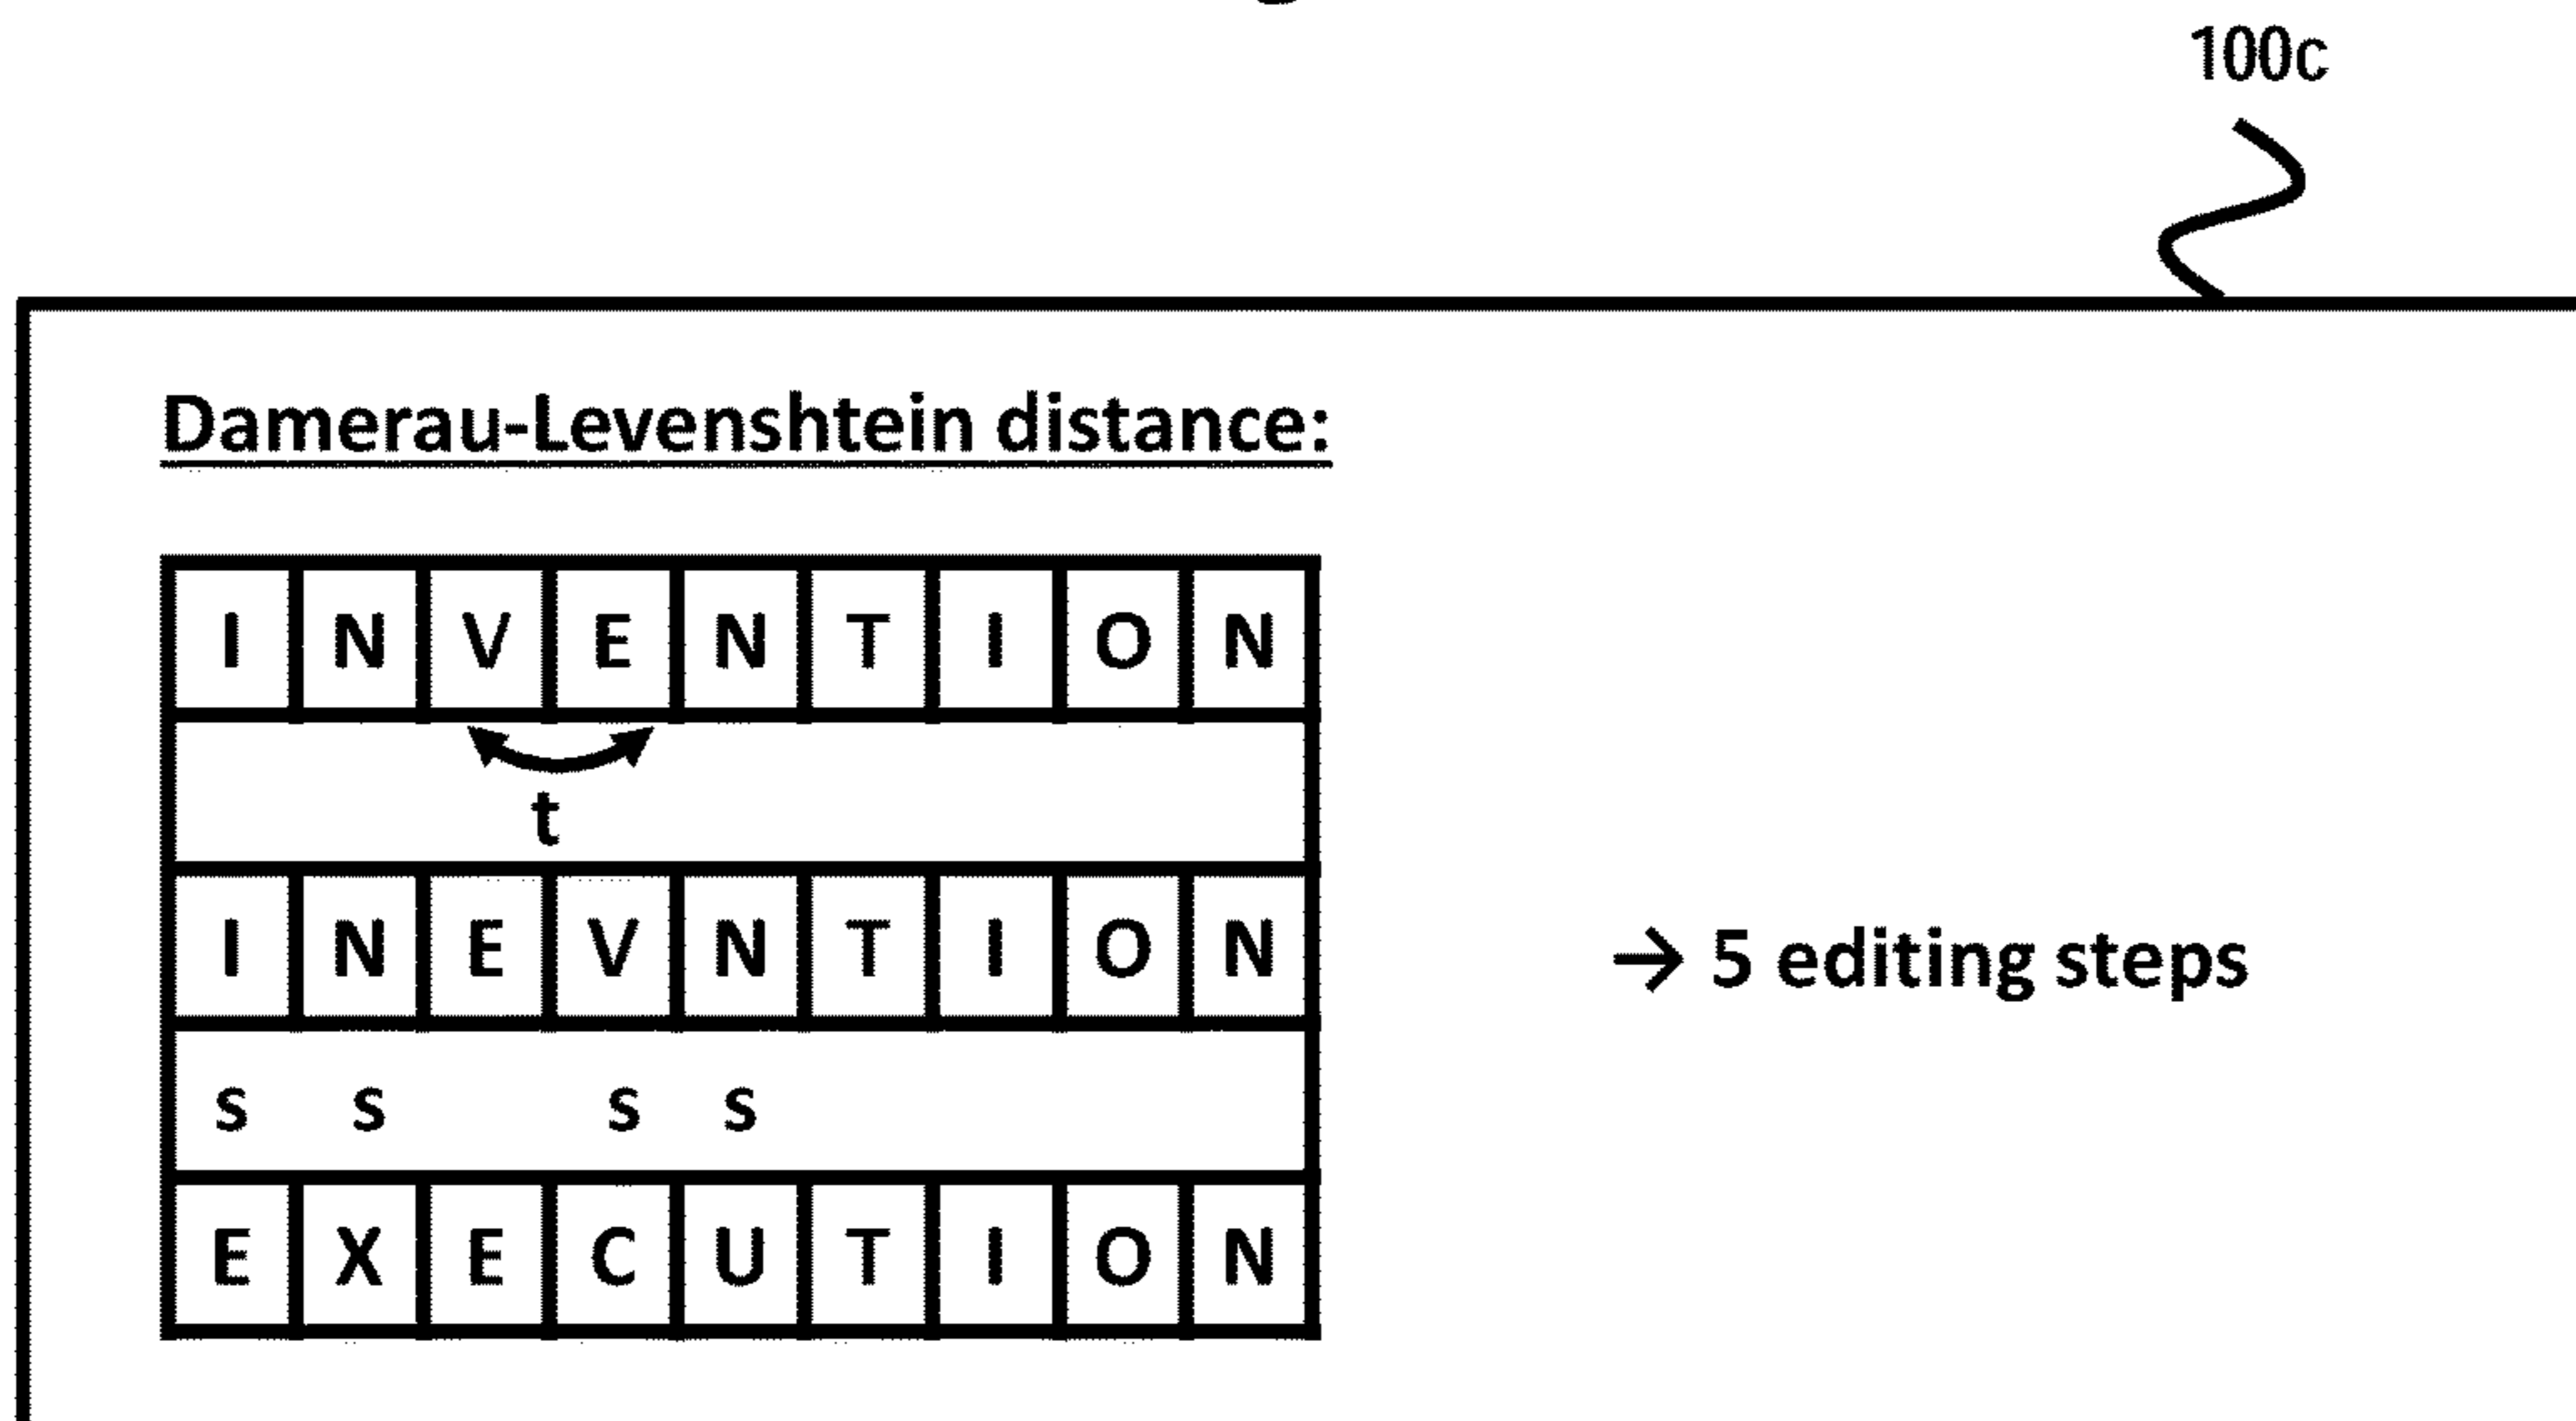 100c
Damerau-Levenshtein distance:
I N V E N T I O N
t
I N E V N T I O N
→ 5 editing steps
s s s s
E X E C U T I O N